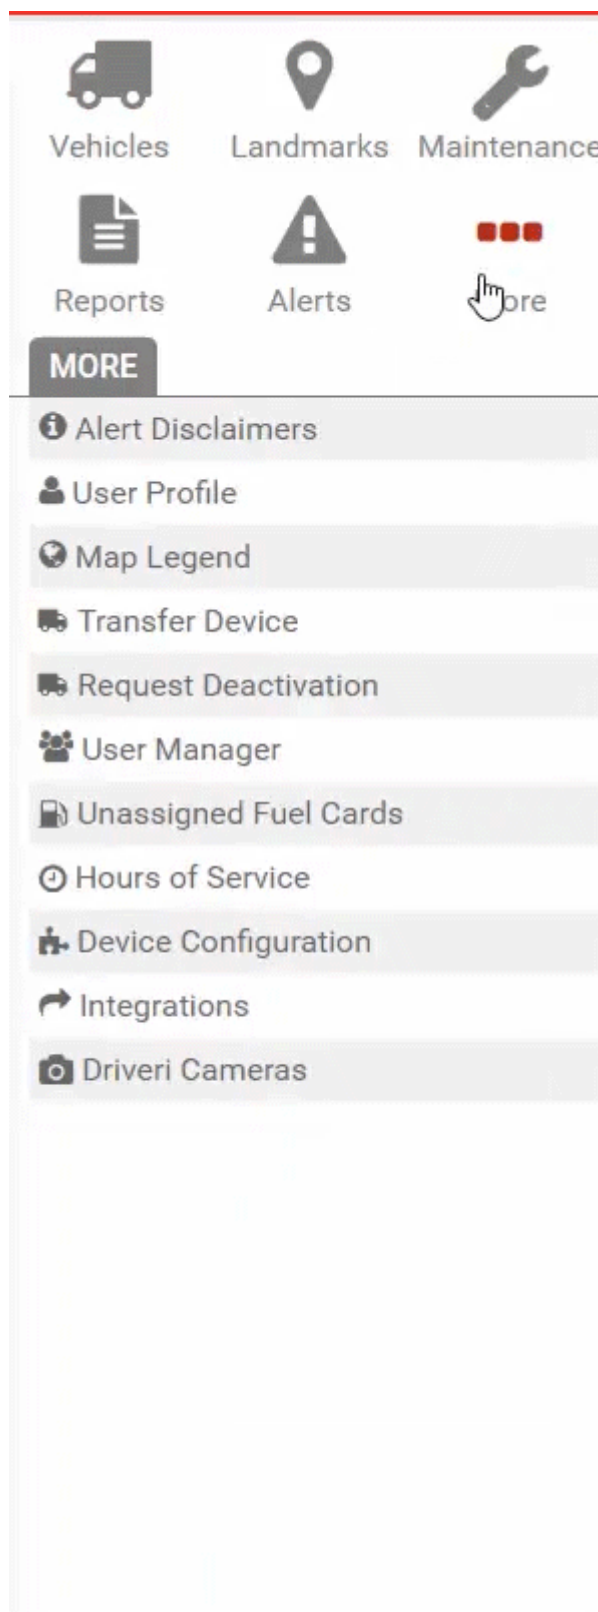 Vehicles Landmarks Maintenance
Reports Alerts ore
MORE
Alert Disclaimers
User Profile
Map Legend
Transfer Device
Request Deactivation
User Manager
Unassigned Fuel Cards
Hours of Service
Device Configuration
Integrations
Driveri Cameras